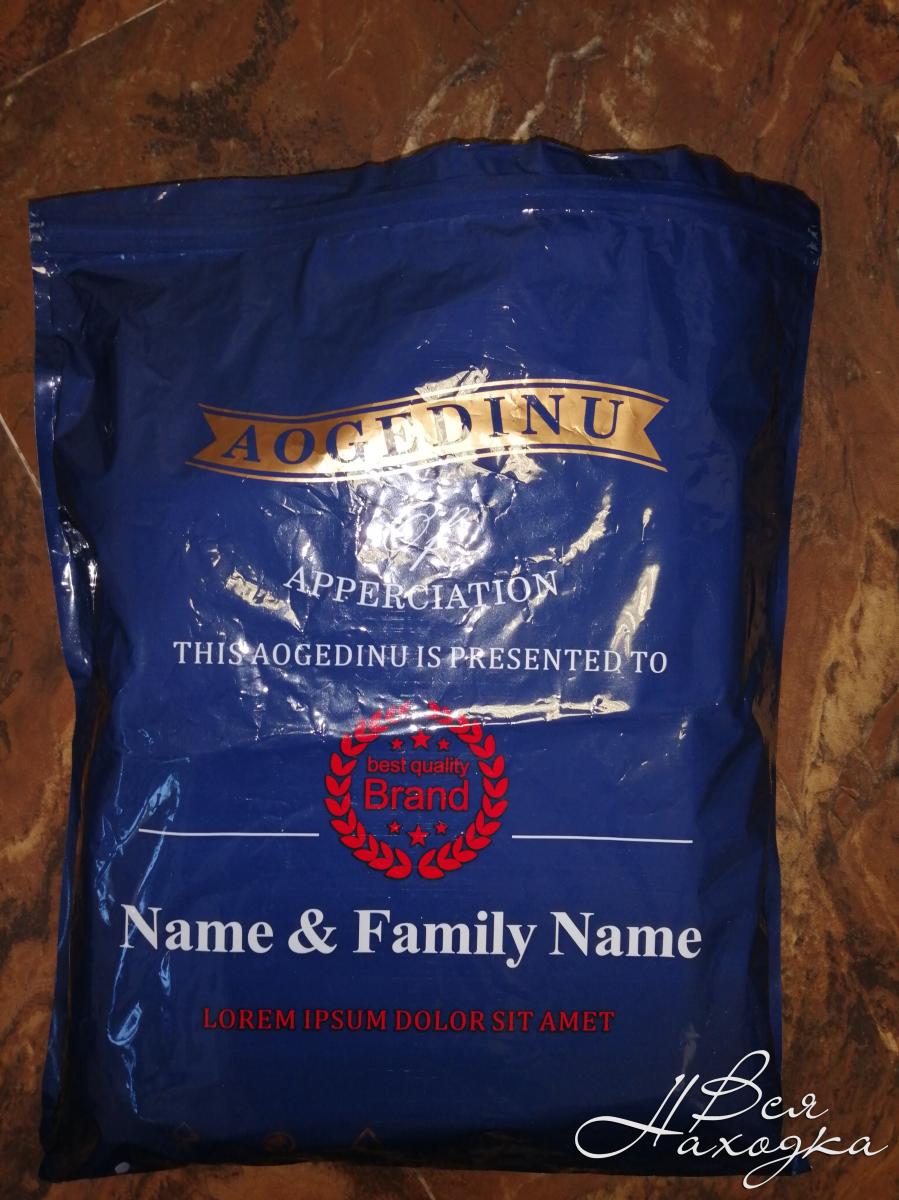 AOGEDINU
Of
APPERCIATION
THIS AOGEDINU IS PRESENTED TO
best quality
Brand
Name & Family Name
LOREM IPSUM DOLOR SIT AMET
Вся
Находка